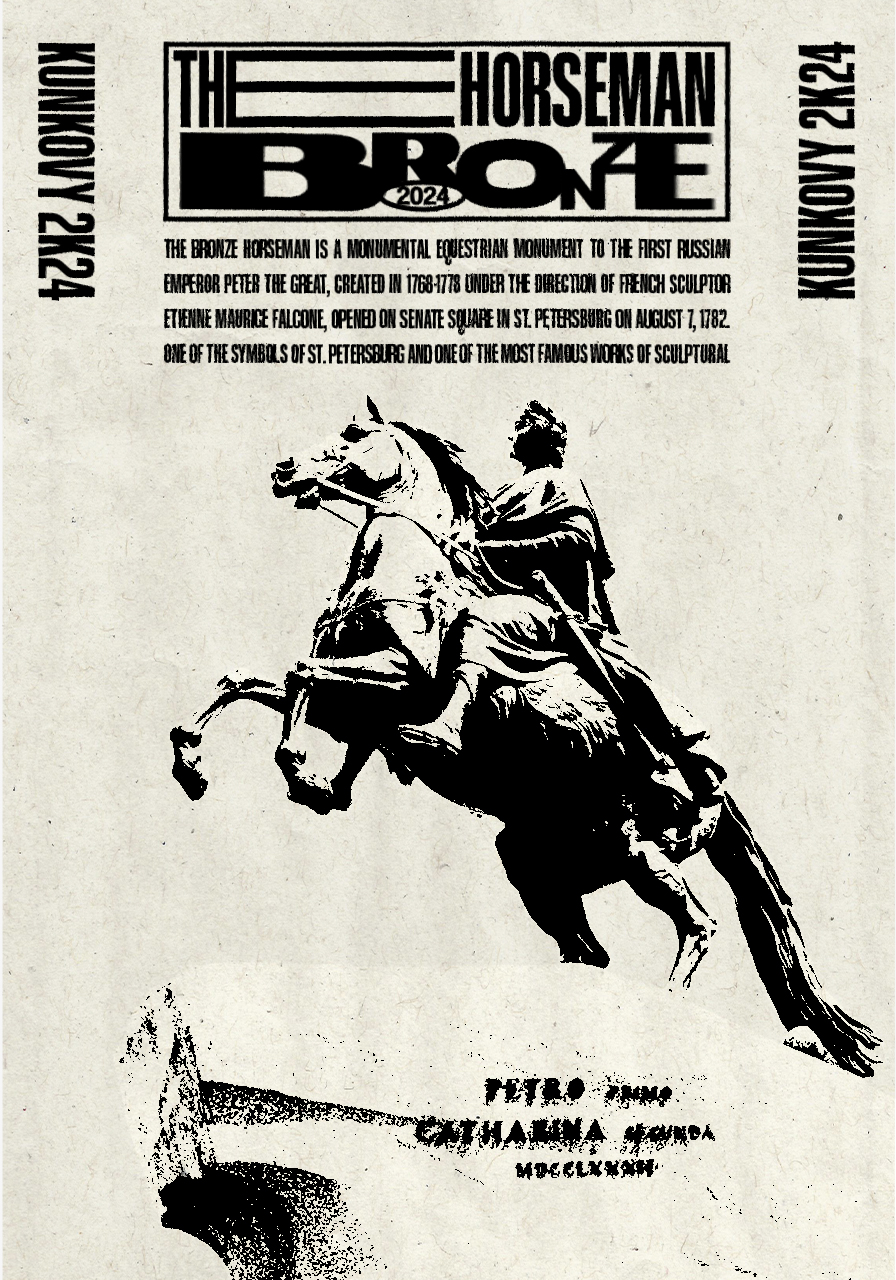 KUNKOVY 2K24
THE HORSEMAN
BRONZE
2024
KUNKOVY 2K24
THE BRONZE HORSEMAN IS A MONUMENTAL EQUESTRIAN MONUMENT TO THE FIRST RUSSIAN
EMPEROR PETER THE GREAT, CREATED IN 1768-1778 UNDER THE DIRECTION OF FRENCH SCULPTOR
ETIENNE MAURICE FALCONE, OPENED ON SENATE SQUARE IN ST. PETERSBURG ON AUGUST 7, 1782.
ONE OF THE SYMBOLS OF ST. PETERSBURG AND ONE OF THE MOST FAMOUS WORKS OF SCULPTURAL
PETRO PRIMO
CATHARINA SECUNDA
MDCCLXXXII